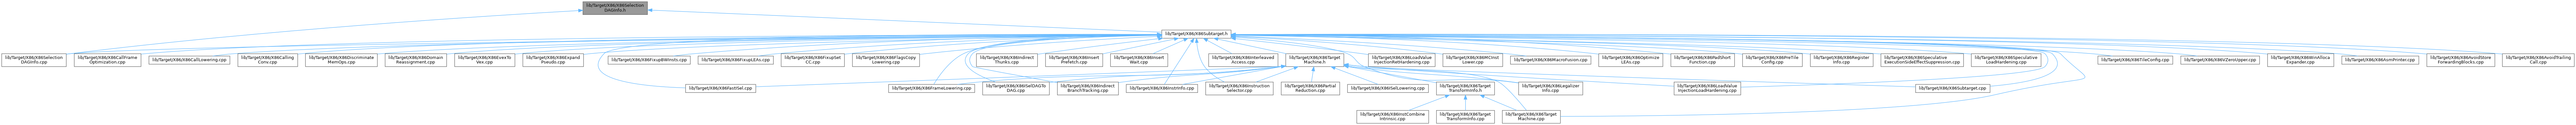 lib/Target/X86/X86Selection
DAGInfo.h
lib/Target/X86/X86Subtarget.h
lib/Target/X86/X86Selection
DAGInfo.cpp
lib/Target/X86/X86CallFrame
Optimization.cpp
lib/Target/X86/X86CallLowering.cpp
lib/Target/X86/X86Calling
Conv.cpp
lib/Target/X86/X86Discriminate
MemOps.cpp
lib/Target/X86/X86Domain
Reassignment.cpp
lib/Target/X86/X86EvexTo
Vex.cpp
lib/Target/X86/X86Expand
Pseudo.cpp
lib/Target/X86/X86FixupBWInsts.cpp
lib/Target/X86/X86FixupLEAs.cpp
lib/Target/X86/X86FixupSet
CC.cpp
lib/Target/X86/X86FlagsCopy
Lowering.cpp
lib/Target/X86/X86Indirect
Thunks.cpp
lib/Target/X86/X86Insert
Prefetch.cpp
lib/Target/X86/X86Insert
Wait.cpp
lib/Target/X86/X86Interleaved
Access.cpp
lib/Target/X86/X86Target
Machine.h
lib/Target/X86/X86LoadValue
InjectionRetHardening.cpp
lib/Target/X86/X86MCInst
Lower.cpp
lib/Target/X86/X86MacroFusion.cpp
lib/Target/X86/X86Optimize
LEAs.cpp
lib/Target/X86/X86PadShort
Function.cpp
lib/Target/X86/X86PreTile
Config.cpp
lib/Target/X86/X86Register
Info.cpp
lib/Target/X86/X86Speculative
ExecutionSideEffectSuppression.cpp
lib/Target/X86/X86Speculative
LoadHardening.cpp
lib/Target/X86/X86TileConfig.cpp
lib/Target/X86/X86VZeroUpper.cpp
lib/Target/X86/X86WinAlloca
Expander.cpp
lib/Target/X86/X86AsmPrinter.cpp
lib/Target/X86/X86AvoidStore
ForwardingBlocks.cpp
lib/Target/X86/X86AvoidTrailing
Call.cpp
lib/Target/X86/X86FastISel.cpp
lib/Target/X86/X86FrameLowering.cpp
lib/Target/X86/X86ISelDAGTo
DAG.cpp
lib/Target/X86/X86Indirect
BranchTracking.cpp
lib/Target/X86/X86InstrInfo.cpp
lib/Target/X86/X86Instruction
Selector.cpp
lib/Target/X86/X86Partial
Reduction.cpp
lib/Target/X86/X86ISelLowering.cpp
lib/Target/X86/X86Target
TransformInfo.h
lib/Target/X86/X86Legalizer
Info.cpp
lib/Target/X86/X86LoadValue
InjectionLoadHardening.cpp
lib/Target/X86/X86Subtarget.cpp
lib/Target/X86/X86InstCombine
Intrinsic.cpp
lib/Target/X86/X86Target
TransformInfo.cpp
lib/Target/X86/X86Target
Machine.cpp